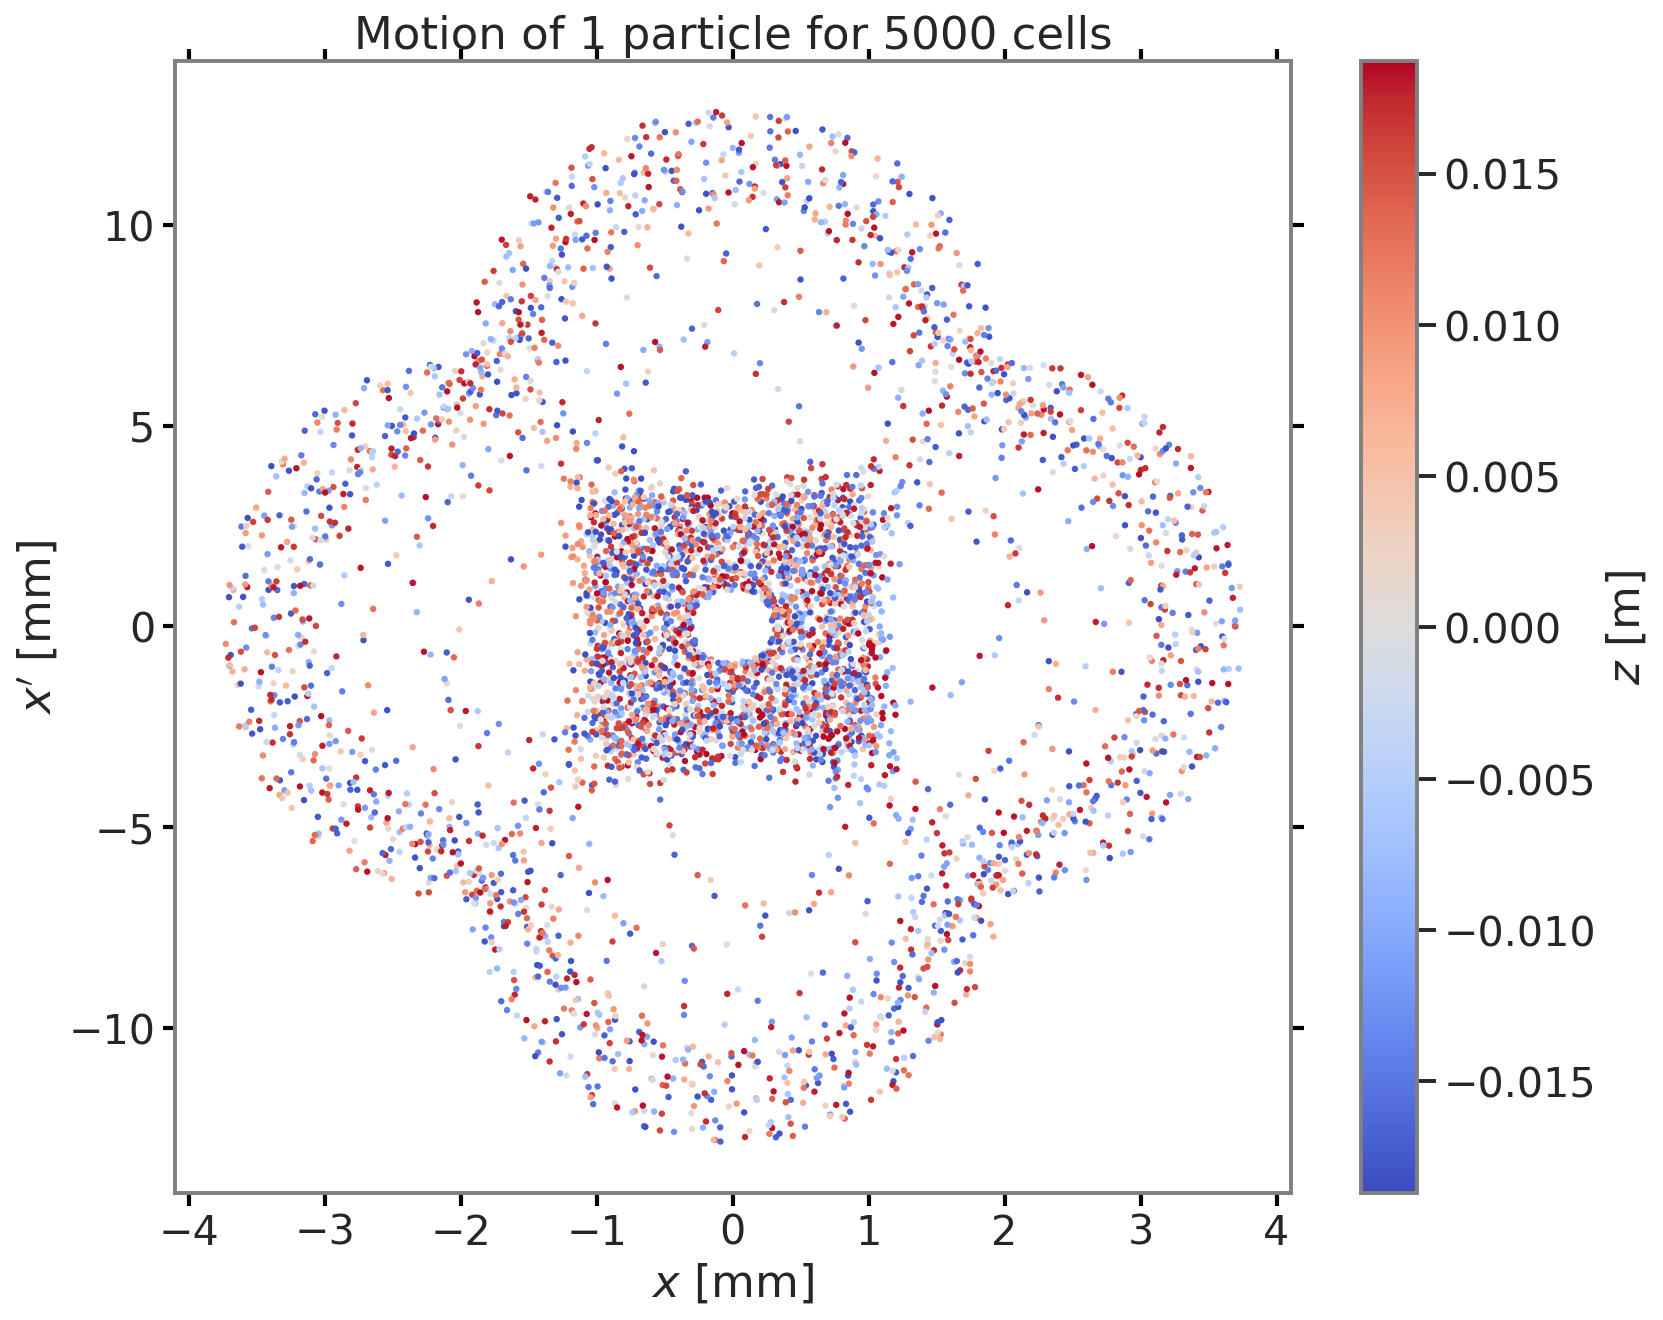 Motion of 1 particle for 5000 cells
10
5
0
−5
−10
x′ [mm]
−4 −3 −2 −1 0 1 2 3 4
x [mm]
0.015
0.010
0.005
0.000
−0.005
−0.010
−0.015
z [m]